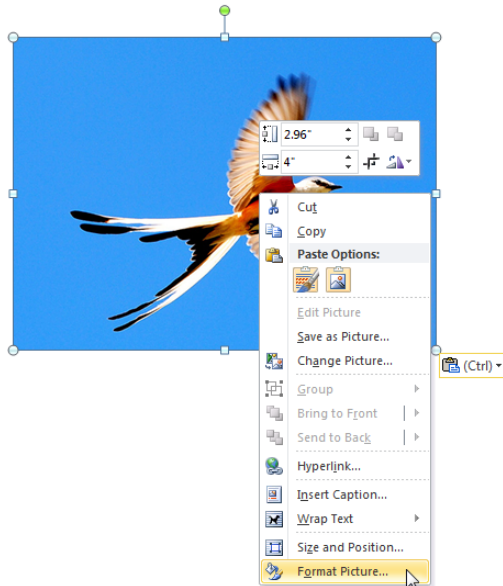 2.96"
4"
Cut
Copy
Paste Options:
Edit Picture
Save as Picture...
Change Picture...
(Ctrl)
Group
Bring to Front
Send to Back
Hyperlink...
Insert Caption...
Wrap Text
Size and Position...
Format Picture...